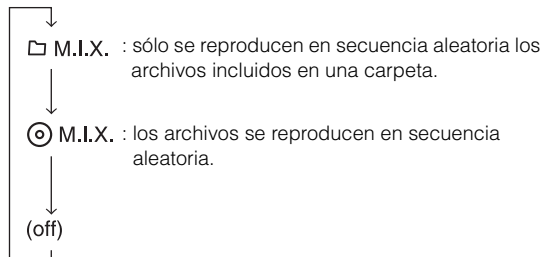 M.I.X. : sólo se reproducen en secuencia aleatoria los
archivos incluidos en una carpeta.
M.I.X. : los archivos se reproducen en secuencia
aleatoria.
(off)